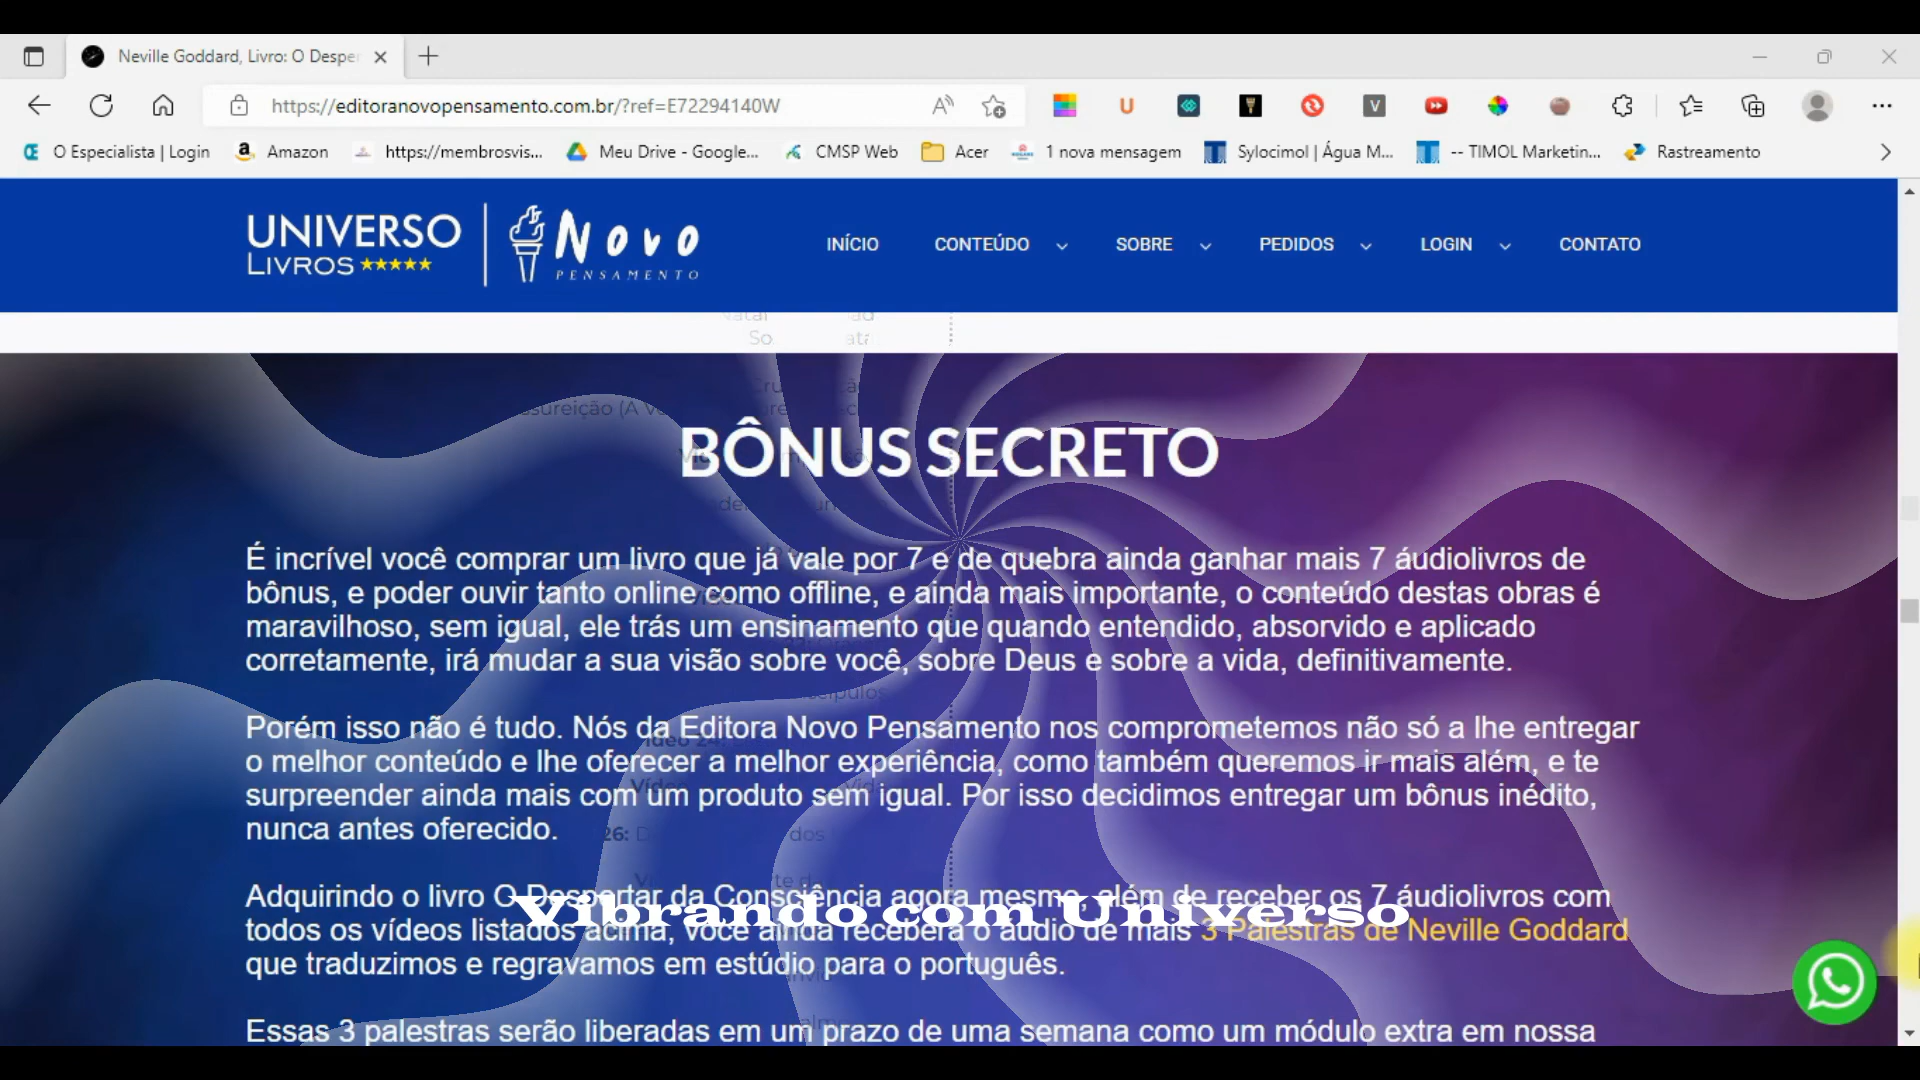 Neville Goddard, Livro: O Desper
https://editoranovopensamento.com.br/?ref=E72294140W
O Especialista | Login
Amazon
https://membrosvis...
Meu Drive - Google...
CMSP Web
Acer
1 nova mensagem
Sylocimol | Água M...
-- TIMOL Marketin...
Rastreamento
UNIVERSO
LIVROS
Novo
PENSAMENTO
INÍCIO
CONTEÚDO
SOBRE
PEDIDOS
LOGIN
CONTATO
BÔNUS SECRETO
É incrível você comprar um livro que já vale por 7 e de quebra ainda ganhar mais 7 áudiolivros de
bônus, e poder ouvir tanto online como offline, e ainda mais importante, o conteúdo destas obras é
maravilhoso, sem igual, ele trás um ensinamento que quando entendido, absorvido e aplicado
corretamente, irá mudar a sua visão sobre você, sobre Deus e sobre a vida, definitivamente.
Porém isso não é tudo. Nós da Editora Novo Pensamento nos comprometemos não só a lhe entregar
o melhor conteúdo e lhe oferecer a melhor experiência, como também queremos ir mais além, e te
surpreender ainda mais com um produto sem igual. Por isso decidimos entregar um bônus inédito,
nunca antes oferecido.
Adquirindo o livro O Despertar da Consciência agora mesmo, além de receber os 7 áudiolivros com
Vibrando com Universo
todos os vídeos listados acima, você ainda receberá o áudio de mais 3 Palestras de Neville Goddard
que traduzimos e regravamos em estúdio para o português.
Essas 3 palestras serão liberadas em um prazo de uma semana como um módulo extra em nossa